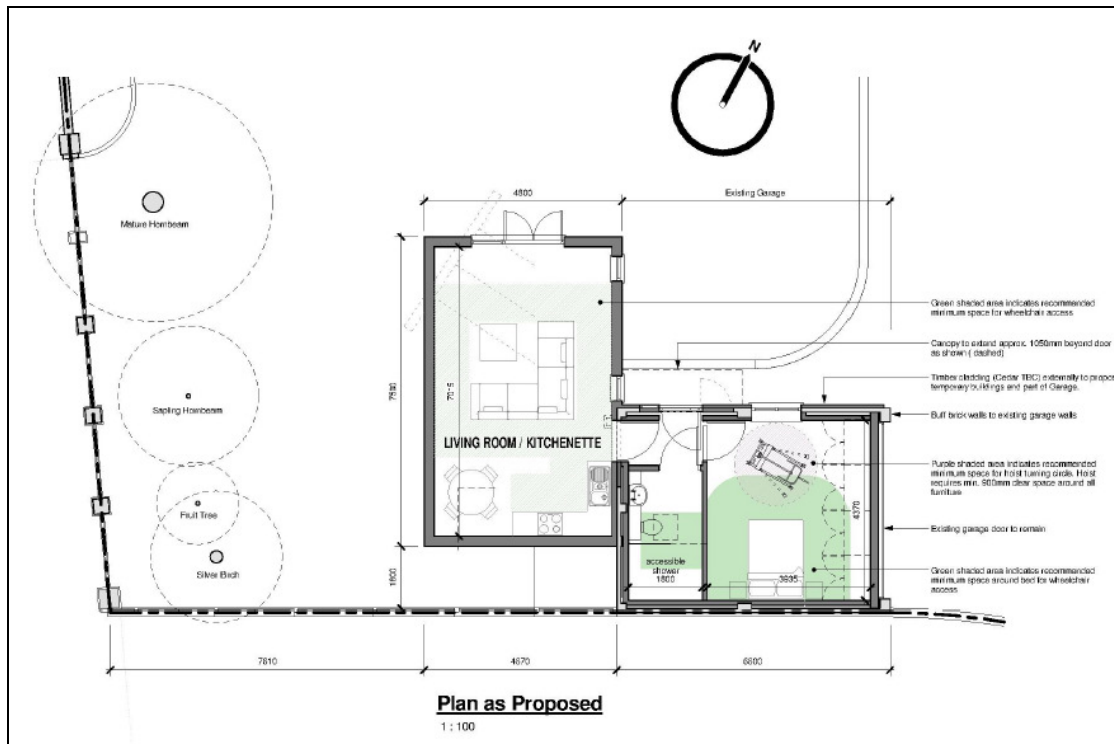 N
4800
Existing Garage
Mature Hornbeam
Green shaded area indicates recommended
minimum space for wheelchair access
Canopy to extend approx. 1050mm beyond door
as shown ( dashed)
Timber cladding (Cedar TBC) externally to propos
temporary buildings and part of Garage.
Sapling Hornbeam
Buff brick walls to existing garage walls
LIVING ROOM / KITCHENETTE
Purple shaded area indicates recommended
minimum space for hoist turning circle. Hoist
requires min. 900mm clear space around all
furniture
4370
Fruit Tree
Existing garage door to remain
Silver Birch
accessible
shower
1800
3935
Green shaded area indicates recommended
minimum space around bed for wheelchair
access
1600
7810
4670
6800
Plan as Proposed
1 : 100